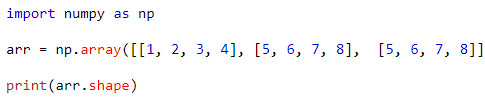 import numpy as np
arr = np.array([[1, 2, 3, 4], [5, 6, 7, 8],  [5, 6, 7, 8]]
print(arr.shape)